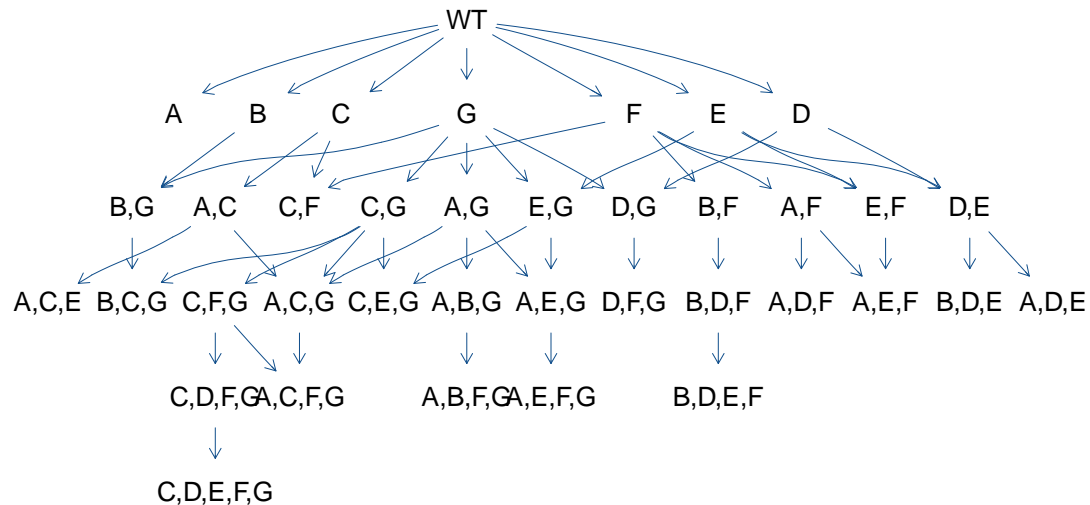 WT
A B C G F E D
B,G A,C C,F C,G A,G E,G D,G B,F A,F E,F D,E
A,C,E B,C,G C,F,G A,C,G C,E,G A,B,G A,E,G D,F,G B,D,F A,D,F A,E,F B,D,E A,D,E
C,D,F,G A,C,F,G A,B,F,G A,E,F,G B,D,E,F
C,D,E,F,G